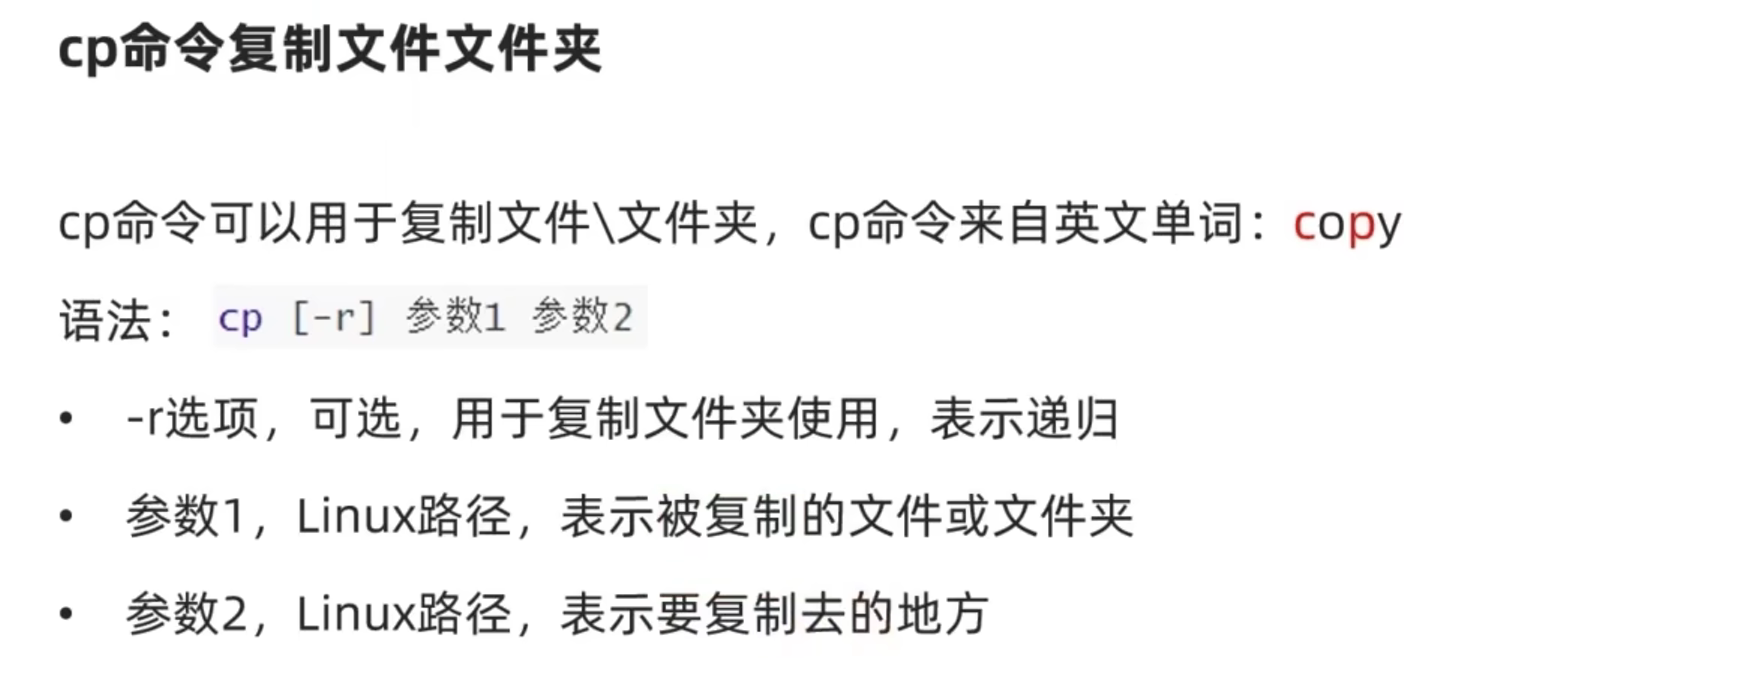 cp命令复制文件文件夹
cp命令可以用于复制文件\文件夹，cp命令来自英文单词：copy
语法： cp [-r] 参数1 参数2
• -r选项，可选，用于复制文件夹使用，表示递归
• 参数1，Linux路径，表示被复制的文件或文件夹
• 参数2，Linux路径，表示要复制去的地方